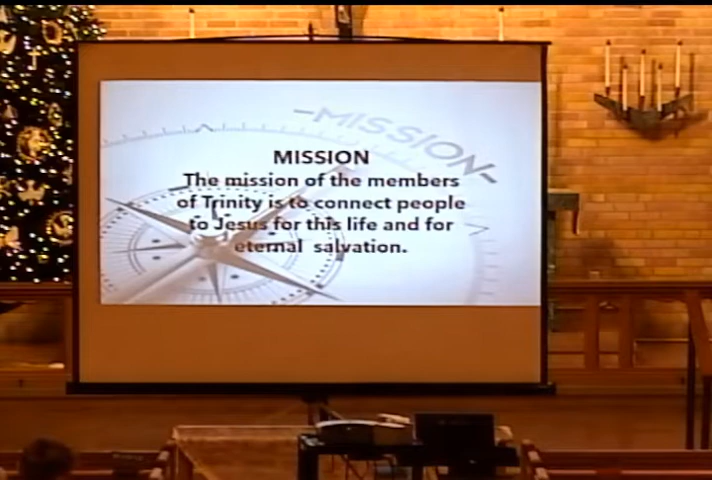 -MISSION-
MISSION
The mission of the members
of Trinity is to connect people
to Jesus for this life and for
eternal salvation.